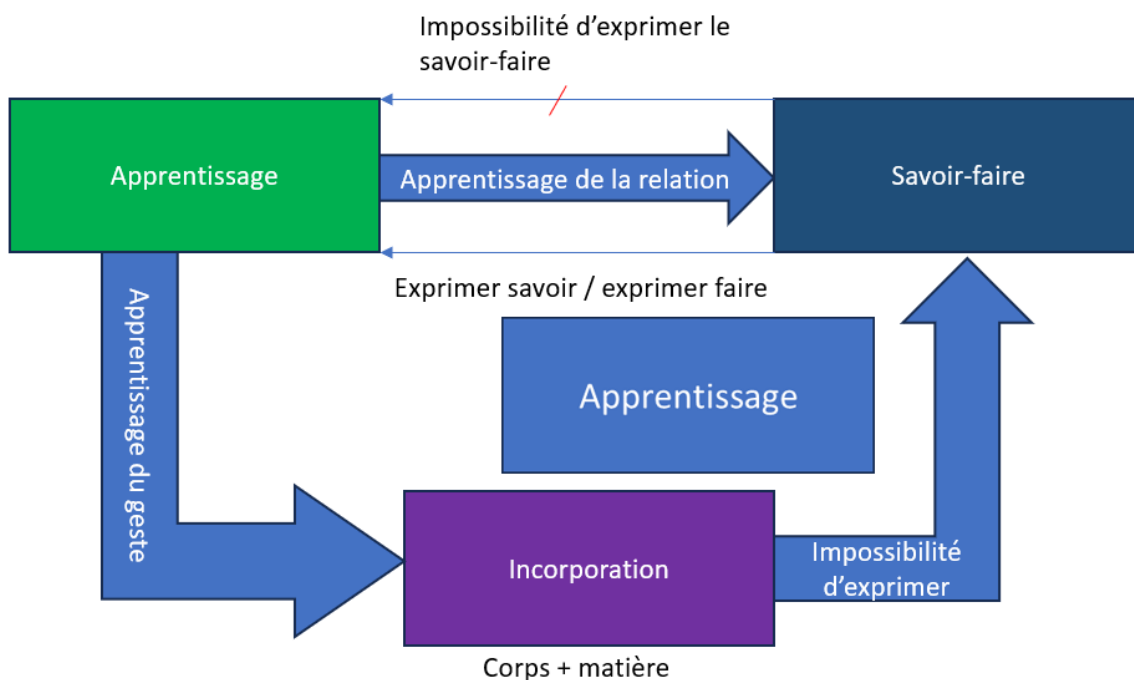 Impossibilité d’exprimer le
savoir-faire
Apprentissage
Apprentissage de la relation
Savoir-faire
Exprimer savoir / exprimer faire
Apprentissage du geste
Apprentissage
Incorporation
Impossibilité
d’exprimer
Corps + matière